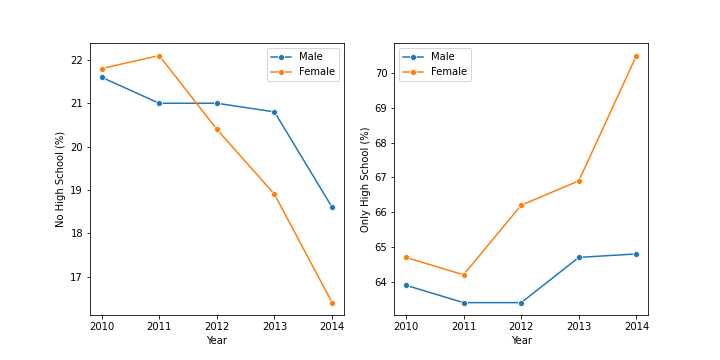 No High School (%)
22
21
20
19
18
17
2010 2011 2012 2013 2014
Year
Male
Female
Only High School (%)
70
69
68
67
66
65
64
2010 2011 2012 2013 2014
Year
Male
Female